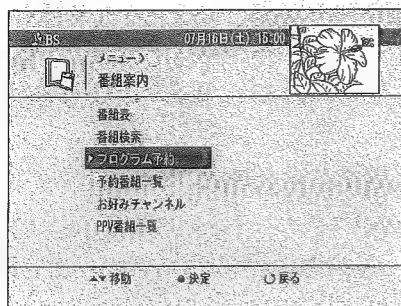 BS 07月16日(土) 15:00
メニュー〉
番組案内
番組表
番組検索
プログラム予約
予約番組一覧
お好みチャンネル
PPV番組一覧
▲▼移動 ●決定 戻る